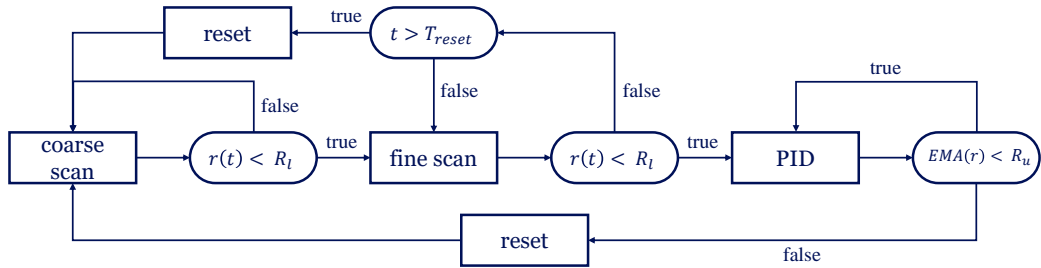 true
reset
t > T_reset
false
false
false
true
coarse
scan
r(t) < R_l
true
fine scan
r(t) < R_l
true
PID
EMA(r) < R_u
reset
false